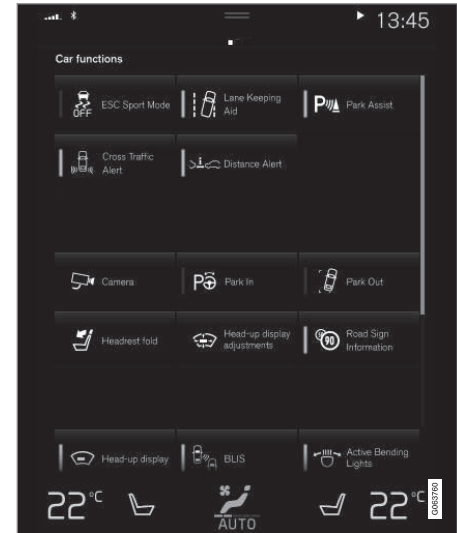 13:45
Car functions
OFF
ESC Sport Mode
Lane Keeping
Aid
P
Park Assist
Cross Traffic
Alert
Distance Alert
Camera
P
Park In
Park Out
Headrest fold
Head-up display
adjustments
90
Road Sign
Information
Head-up display
BLIS
Active Bending
Lights
22°C
AUTO
22°C
G063760